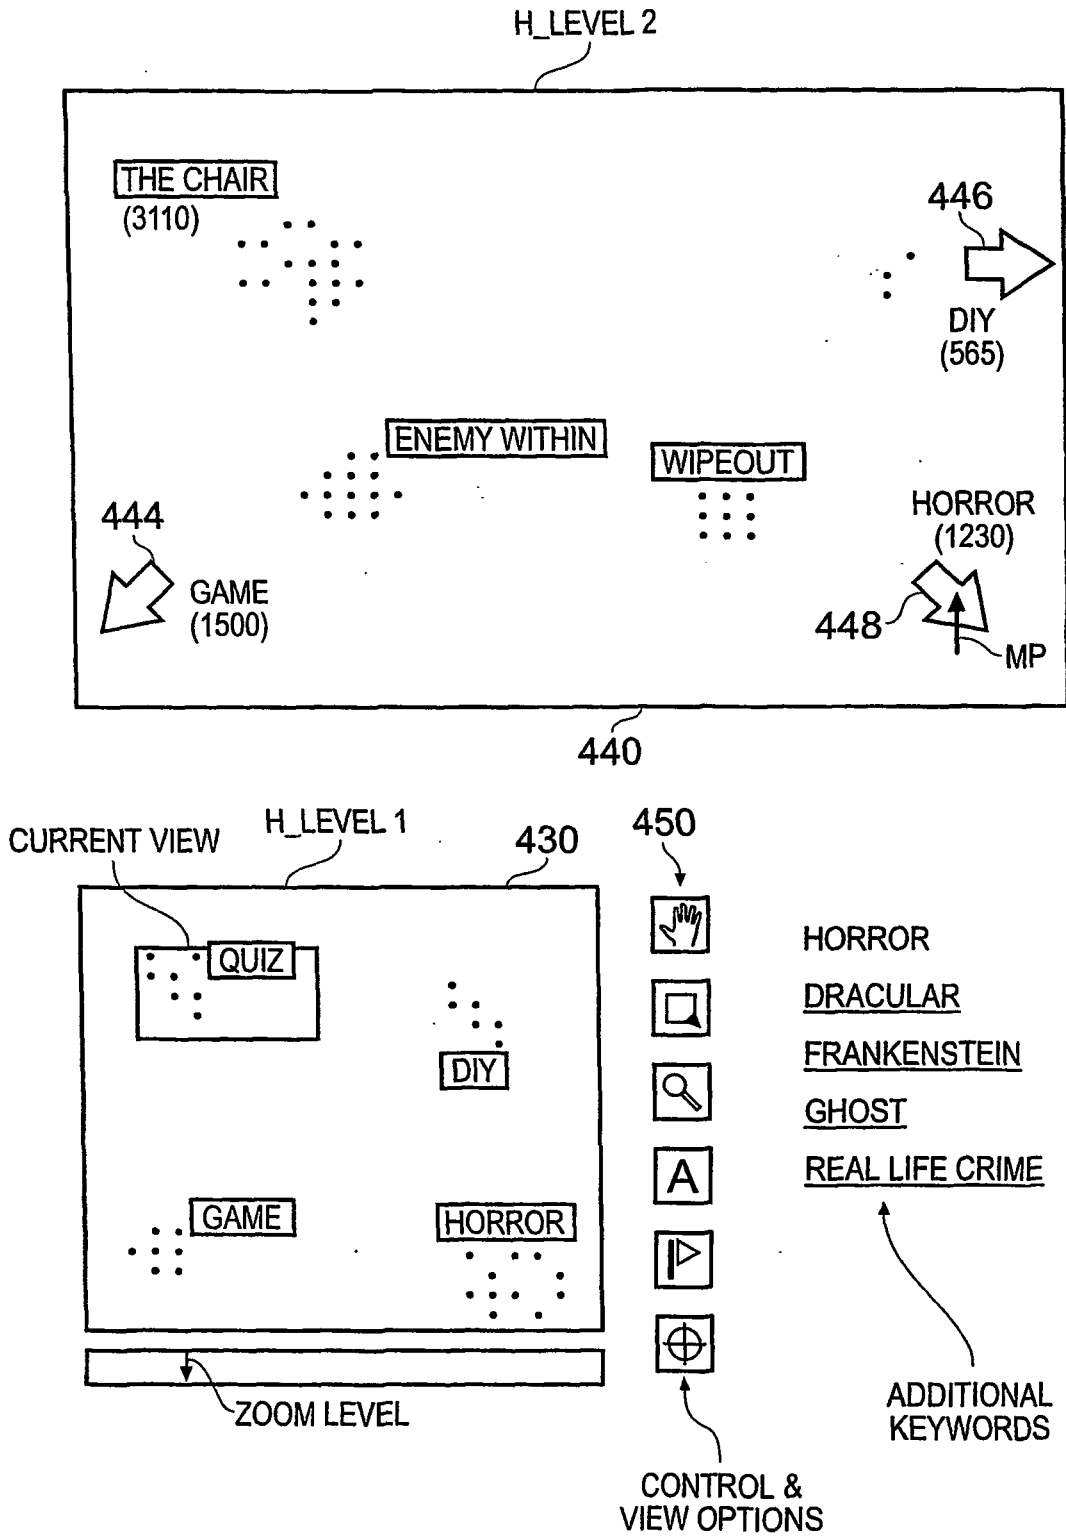 H_LEVEL 2
THE CHAIR
(3110)
446
DIY
(565)
ENEMY WITHIN
WIPEOUT
444
GAME
(1500)
HORROR
(1230)
448
MP
440
H_LEVEL 1
CURRENT VIEW
430
450
QUIZ
DIY
GAME
HORROR
ZOOM LEVEL
A
HORROR
DRACULAR
FRANKENSTEIN
GHOST
REAL LIFE CRIME
ADDITIONAL
KEYWORDS
CONTROL &
VIEW OPTIONS